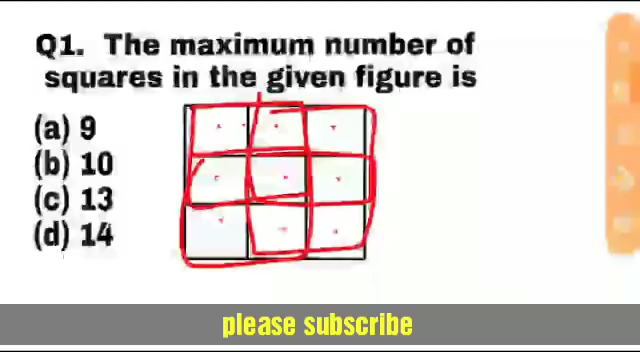 Q1. The maximum number of
squares in the given figure is
(a) 9
(b) 10
(c) 13
(d) 14
please subscribe